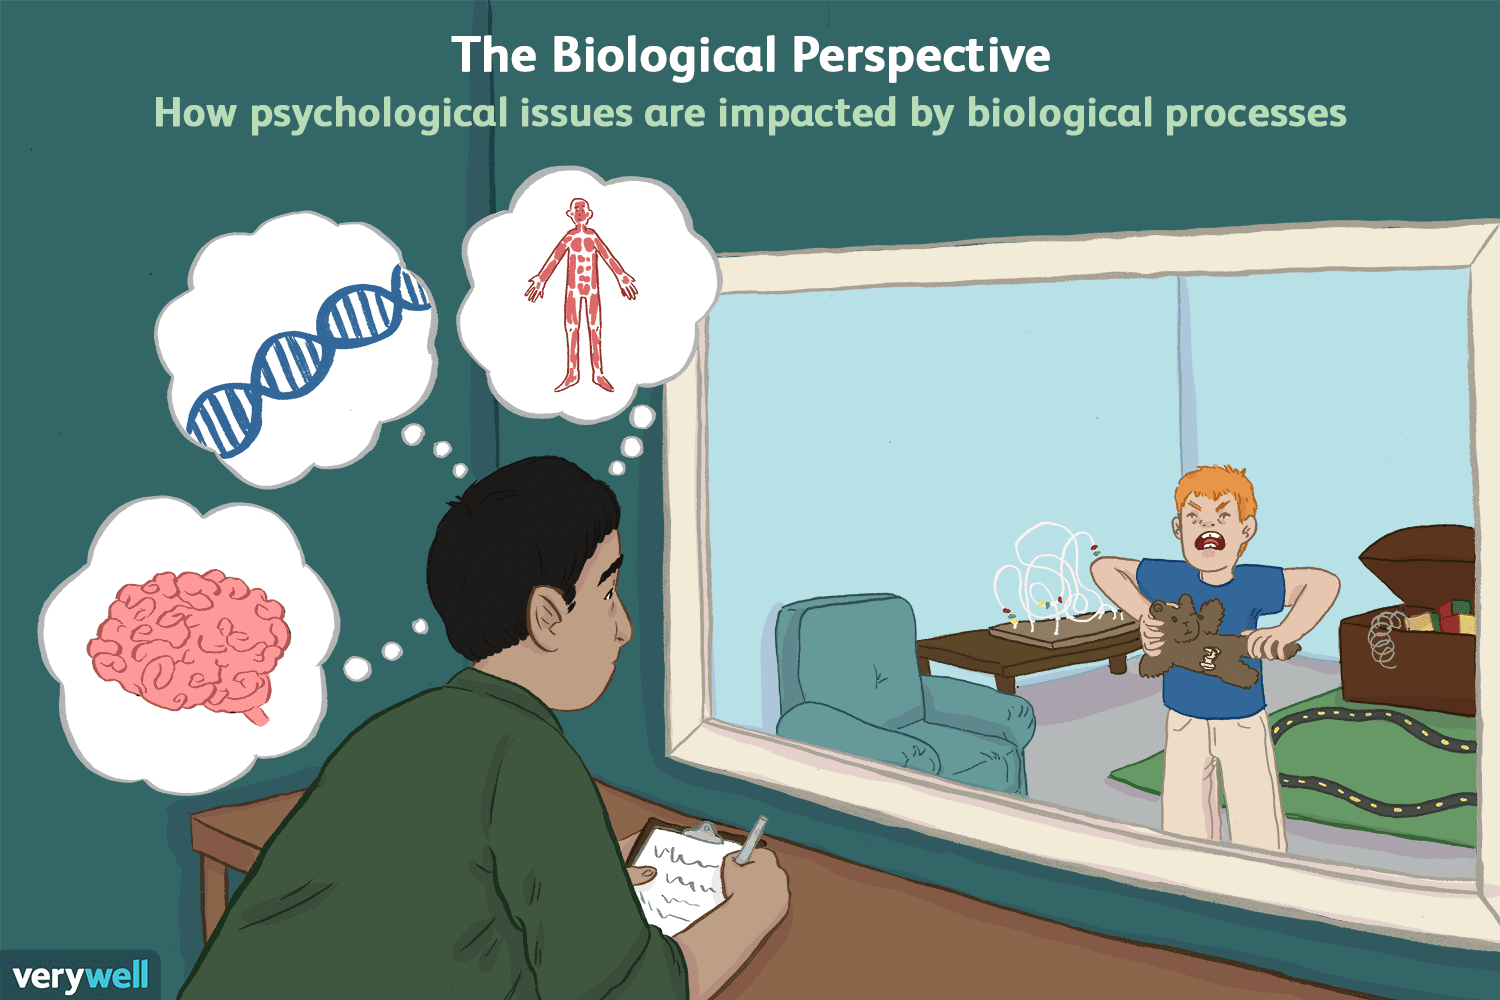 The Biological Perspective
How psychological issues are impacted by biological processes
verywell